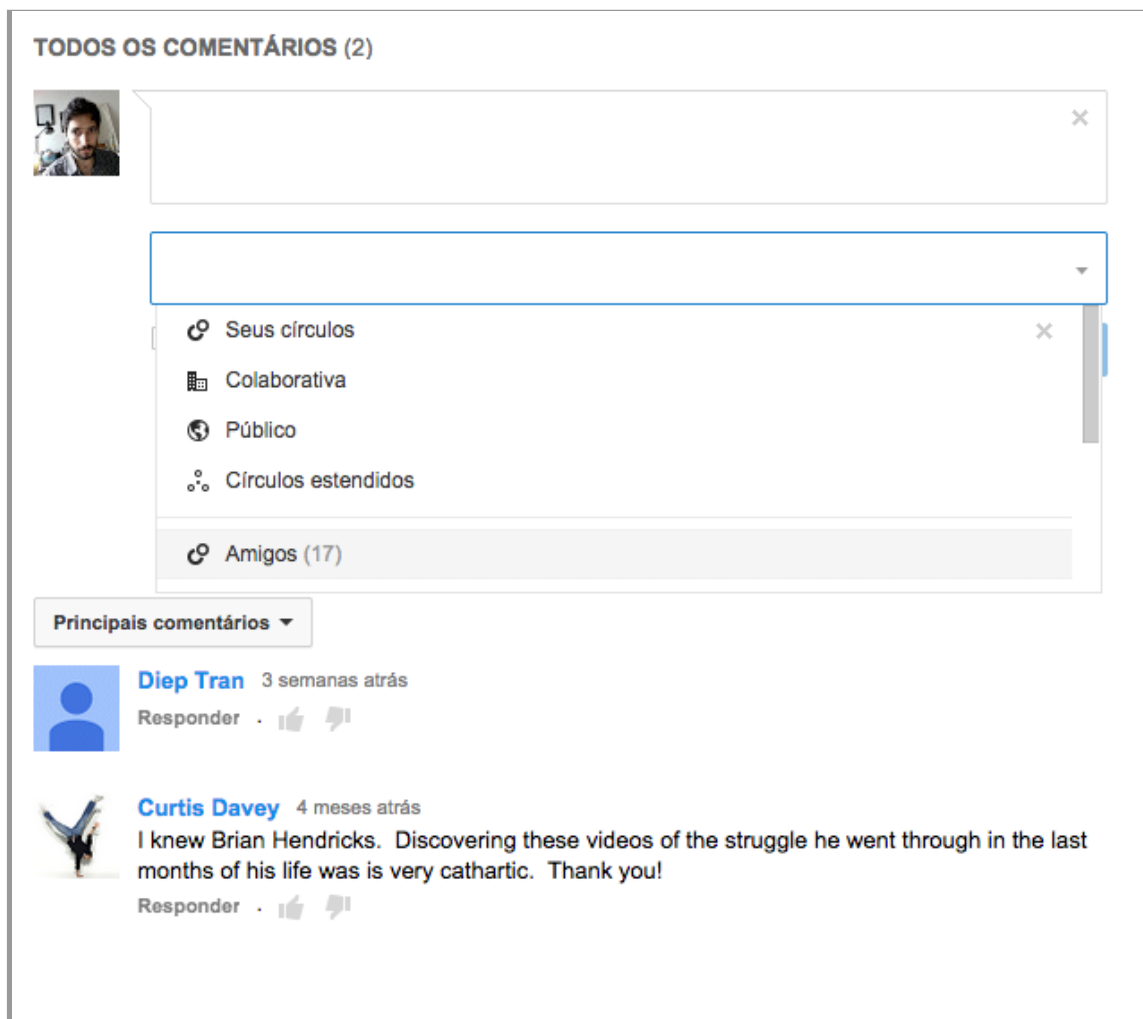 TODOS OS COMENTÁRIOS (2)
Seus círculos
Colaborativa
Público
Círculos estendidos
Amigos (17)
Principais comentários
Diep Tran 3 semanas atrás
Responder .
Curtis Davey 4 meses atrás
I knew Brian Hendricks.  Discovering these videos of the struggle he went through in the last
months of his life was is very cathartic.  Thank you!
Responder .